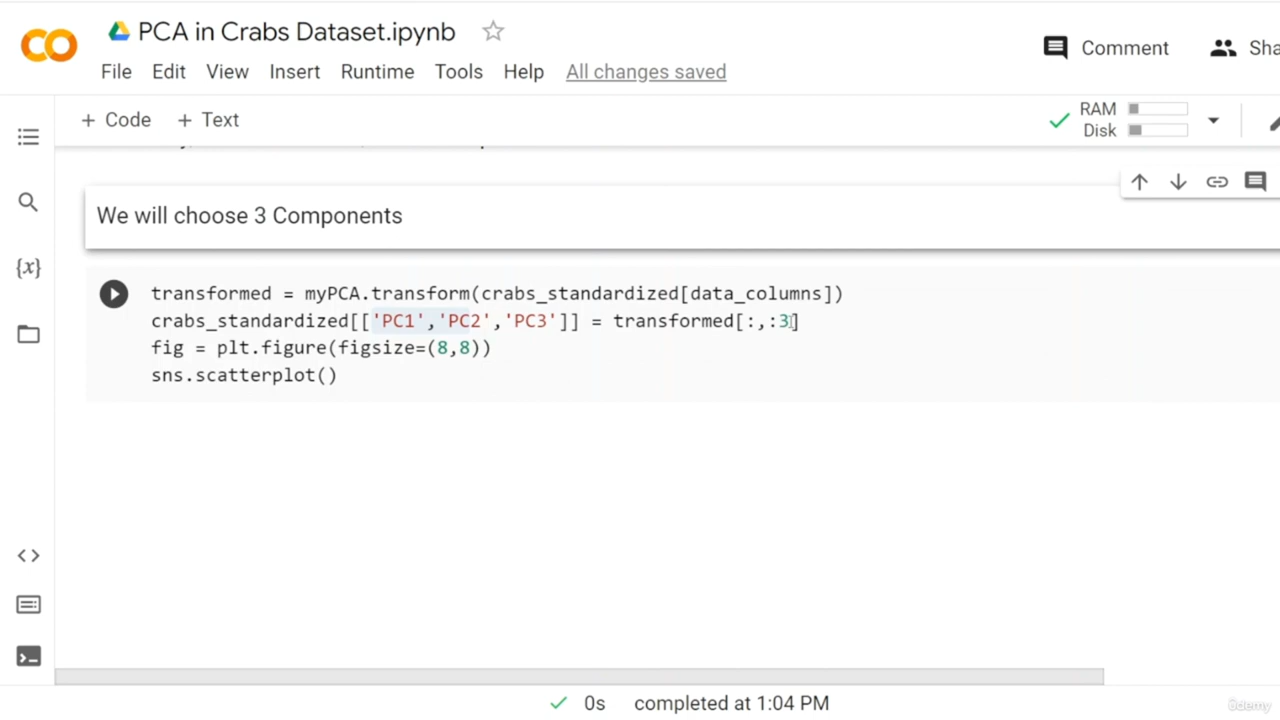 PCA in Crabs Dataset.ipynb
File Edit View Insert Runtime Tools Help All changes saved
Comment
+ Code + Text
RAM
Disk
We will choose 3 Components
transformed = myPCA.transform(crabs_standardized[data_columns])
crabs_standardized[['PC1','PC2','PC3']] = transformed[:,:3]
fig = plt.figure(figsize=(8,8))
sns.scatterplot()
{x}
0s completed at 1:04 PM
ûdemy